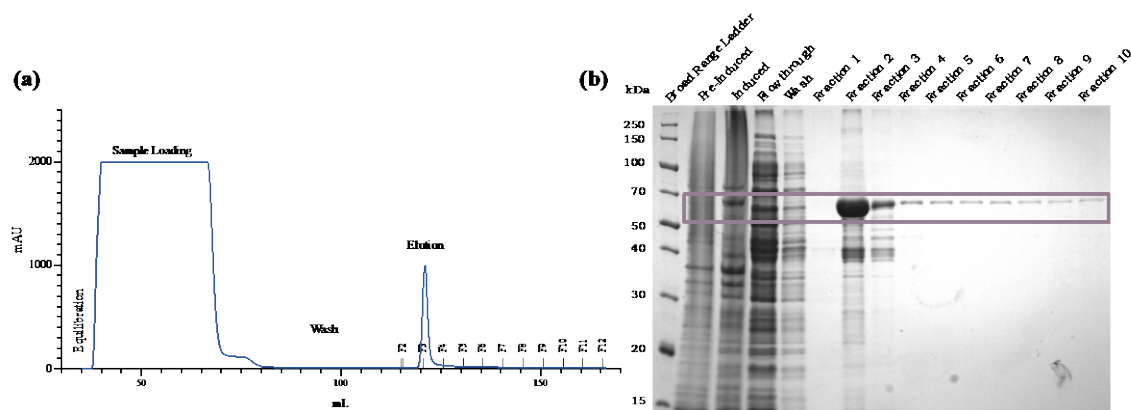 (a)
2000
1000
0
mAU
Equilibration
Sample Loading
Wash
Elution
F2
F3
F4
F5
F6
F7
F8
F9
F10
F11
F12
50
100
150
mL
(b)
kDa
Broad Range Ladder
Pre-Induced
Induced
Flowthrough
Wash
Fraction 1
Fraction 2
Fraction 3
Fraction 4
Fraction 5
Fraction 6
Fraction 7
Fraction 8
Fraction 9
Fraction 10
250
150
100
70
50
40
30
20
15